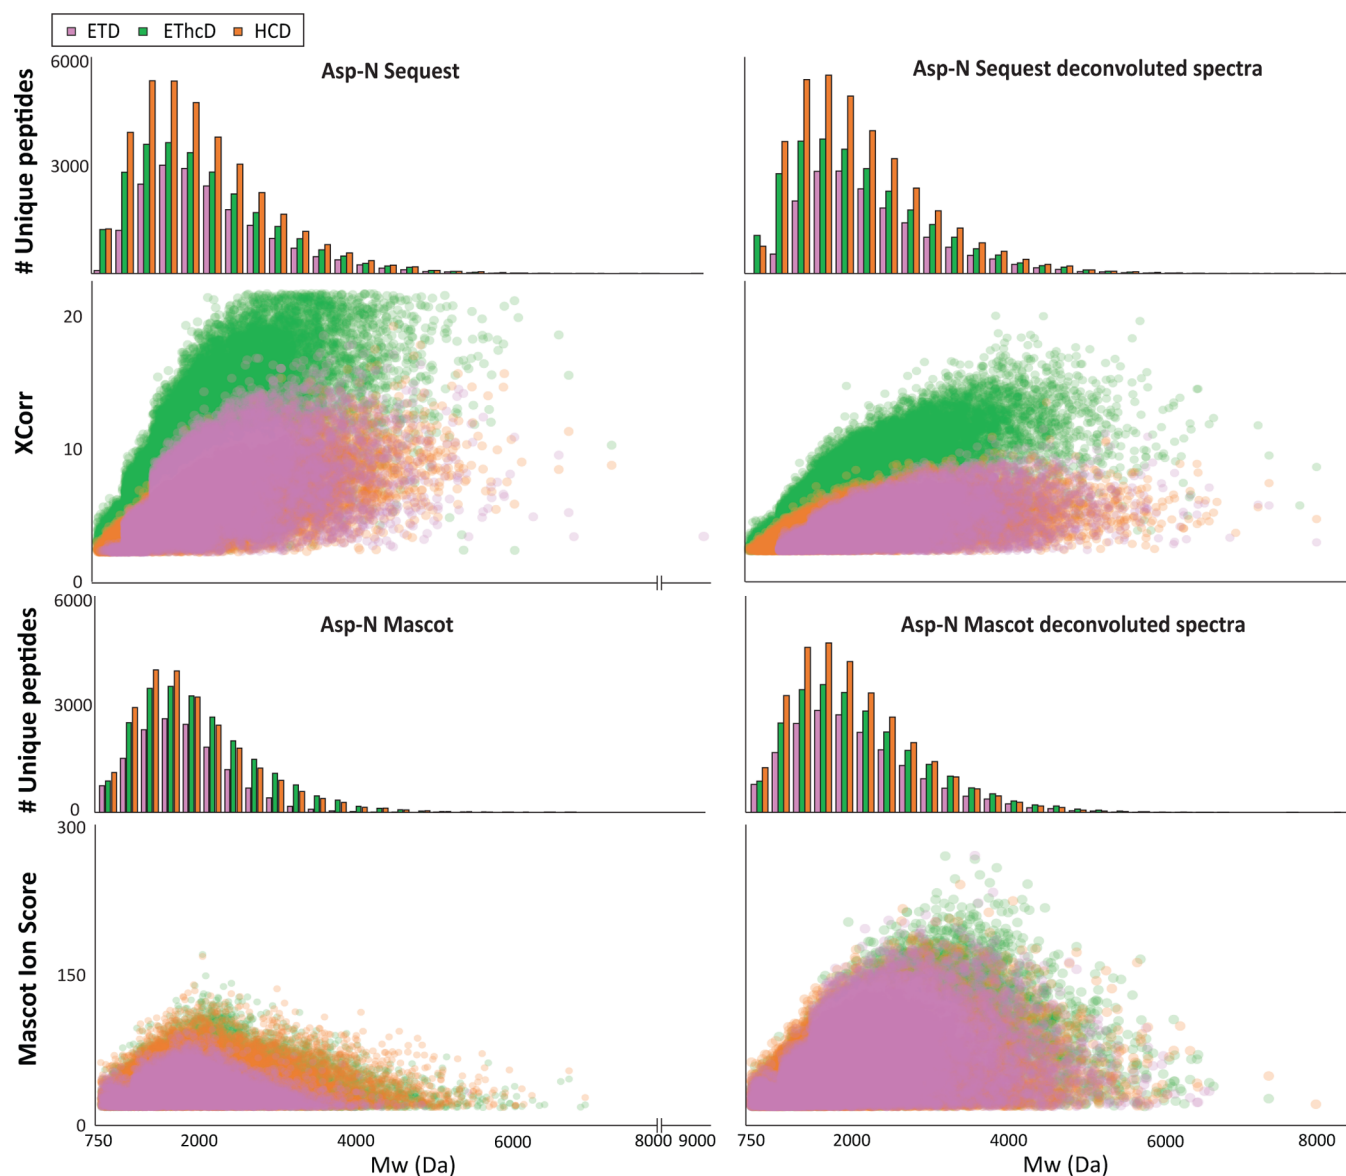 ETD EThcD HCD
Asp-N Sequest
Asp-N Sequest deconvoluted spectra
# Unique peptides
6000
3000
XCorr
20
10
0
Asp-N Mascot
Asp-N Mascot deconvoluted spectra
# Unique peptides
6000
3000
0
Mascot Ion Score
300
150
0
750 2000 4000 6000 8000 9000
Mw (Da)
750 2000 4000 6000 8000
Mw (Da)